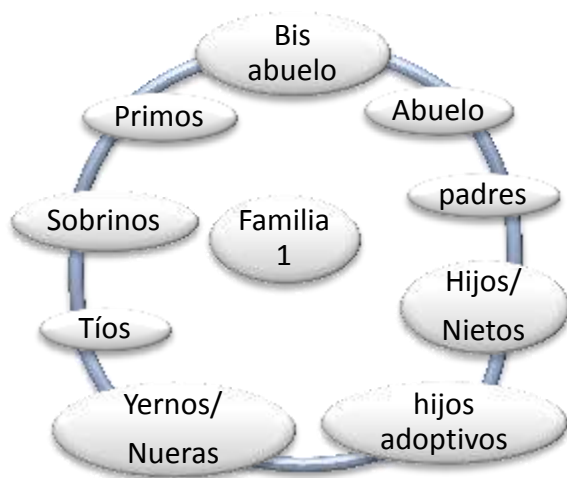 Bis
abuelo
Primos
Abuelo
padres
Sobrinos
Familia
1
Hijos/
Nietos
Tíos
Yernos/
Nueras
hijos
adoptivos